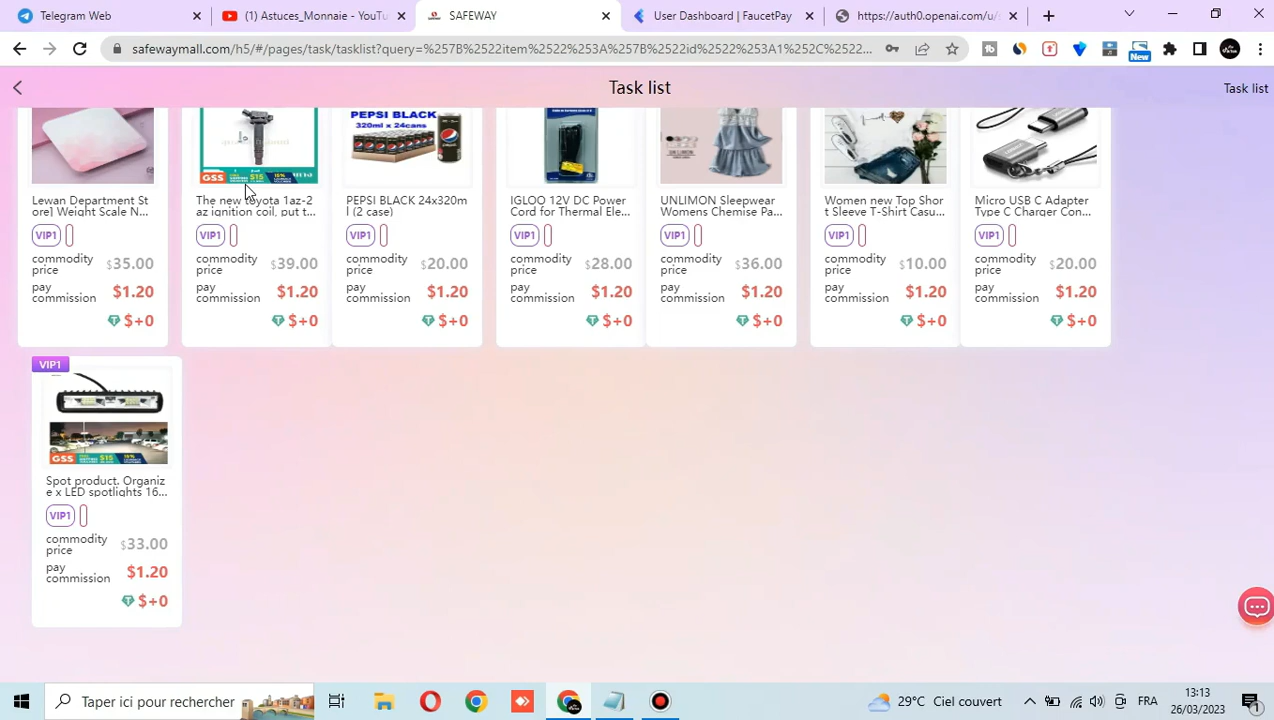 Telegram Web
(1) Astuces_Monnaie - YouTu
SAFEWAY
User Dashboard | FaucetPay
https://auth0.openai.com/u/
safewaymall.com/h5/#/pages/task/tasklist?query=%257B%2522item%2522%253A%257B%2522id%2522%253A1%252C%2522...
New
Task list
Task list
PEPSI BLACK
320ml x 24cans
GSS
$15
Lewan Department St
ore] Weight Scale N...
VIP1
commodity
price
$35.00
pay
commission
$1.20
$+0
The new toyota 1az-2
az ignition coil, put t...
VIP1
commodity
price
$39.00
pay
commission
$1.20
$+0
PEPSI BLACK 24x320m
l (2 case)
VIP1
commodity
price
$20.00
pay
commission
$1.20
$+0
IGLOO 12V DC Power
Cord for Thermal Ele...
VIP1
commodity
price
$28.00
pay
commission
$1.20
$+0
UNLIMON Sleepwear
Womens Chemise Pa...
VIP1
commodity
price
$36.00
pay
commission
$1.20
$+0
Women new Top Shor
t Sleeve T-Shirt Casu...
VIP1
commodity
price
$10.00
pay
commission
$1.20
$+0
Micro USB C Adapter
Type C Charger Con...
VIP1
commodity
price
$20.00
pay
commission
$1.20
$+0
VIP1
GSS
$15
Spot product. Organiz
e x LED spotlights 16...
VIP1
commodity
price
$33.00
pay
commission
$1.20
$+0
Taper ici pour rechercher
29°C Ciel couvert
FRA
13:13
26/03/2023
1